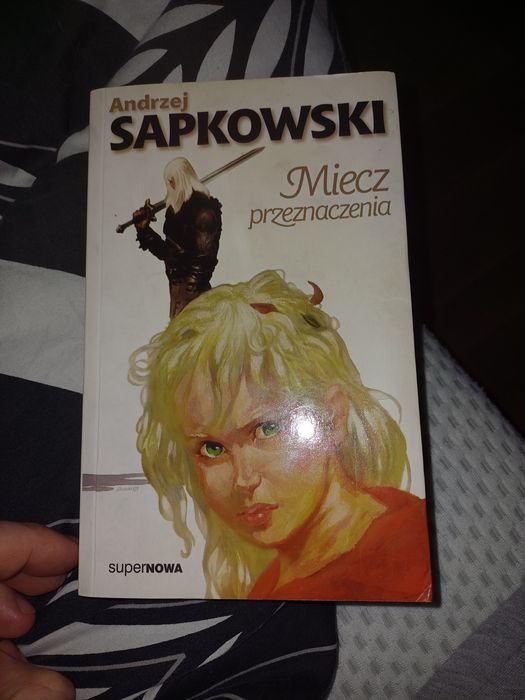 Andrzej
SAPKOWSKI
Miecz
przeznaczenia
superNOWA